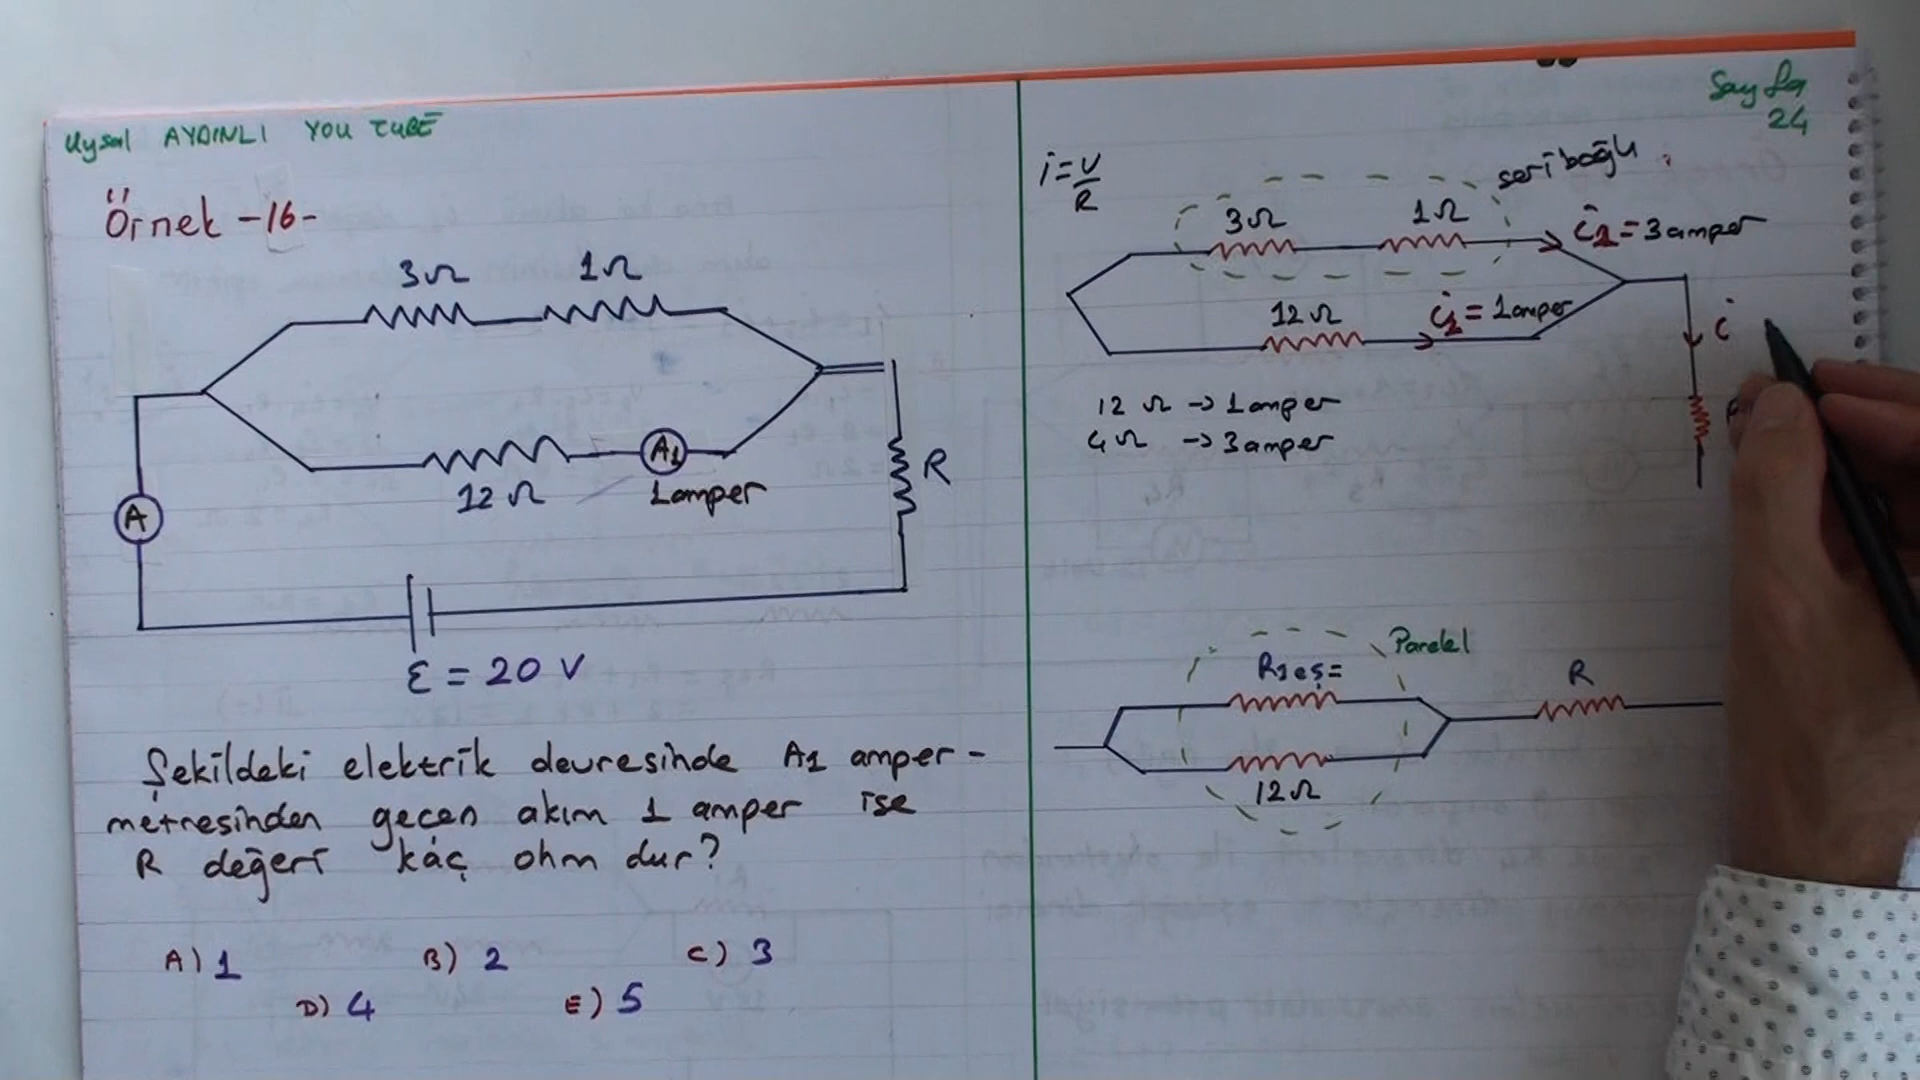 Uysal AYDINLI YOU TUBE
Örnek -16-
3Ω 1Ω
12Ω
A1
1amper
R
A
Ɛ = 20 V
Şekildeki elektrik devresinde A1 amper-
metresinden geçen akım 1 amper ise
R değeri kaç ohm dur?
A) 1 B) 2 C) 3
D) 4 E) 5
Sayfa
24
i=V/R
seri bağlı
3Ω 1Ω
i2=3amper
12Ω
i1=1amper
i
12Ω -> 1amper
4Ω -> 3amper
Paralel
R1eş=
R
12Ω